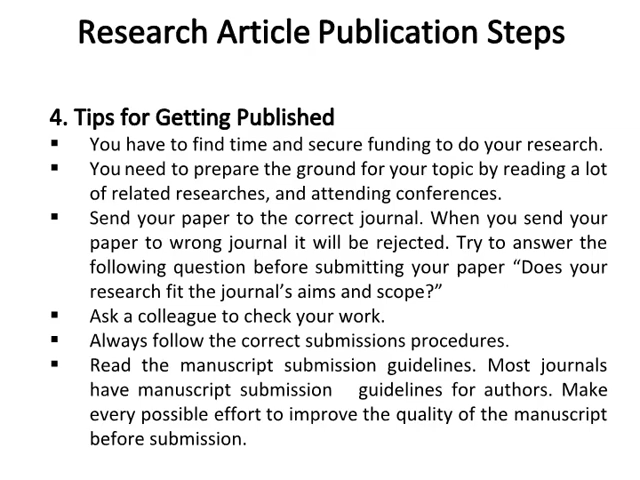 Research Article Publication Steps
4. Tips for Getting Published
▪ You have to find time and secure funding to do your research.
▪ You need to prepare the ground for your topic by reading a lot
of related researches, and attending conferences.
▪ Send your paper to the correct journal. When you send your
paper to wrong journal it will be rejected. Try to answer the
following question before submitting your paper “Does your
research fit the journal’s aims and scope?”
▪ Ask a colleague to check your work.
▪ Always follow the correct submissions procedures.
▪ Read the manuscript submission guidelines. Most journals
have manuscript submission guidelines for authors. Make
every possible effort to improve the quality of the manuscript
before submission.